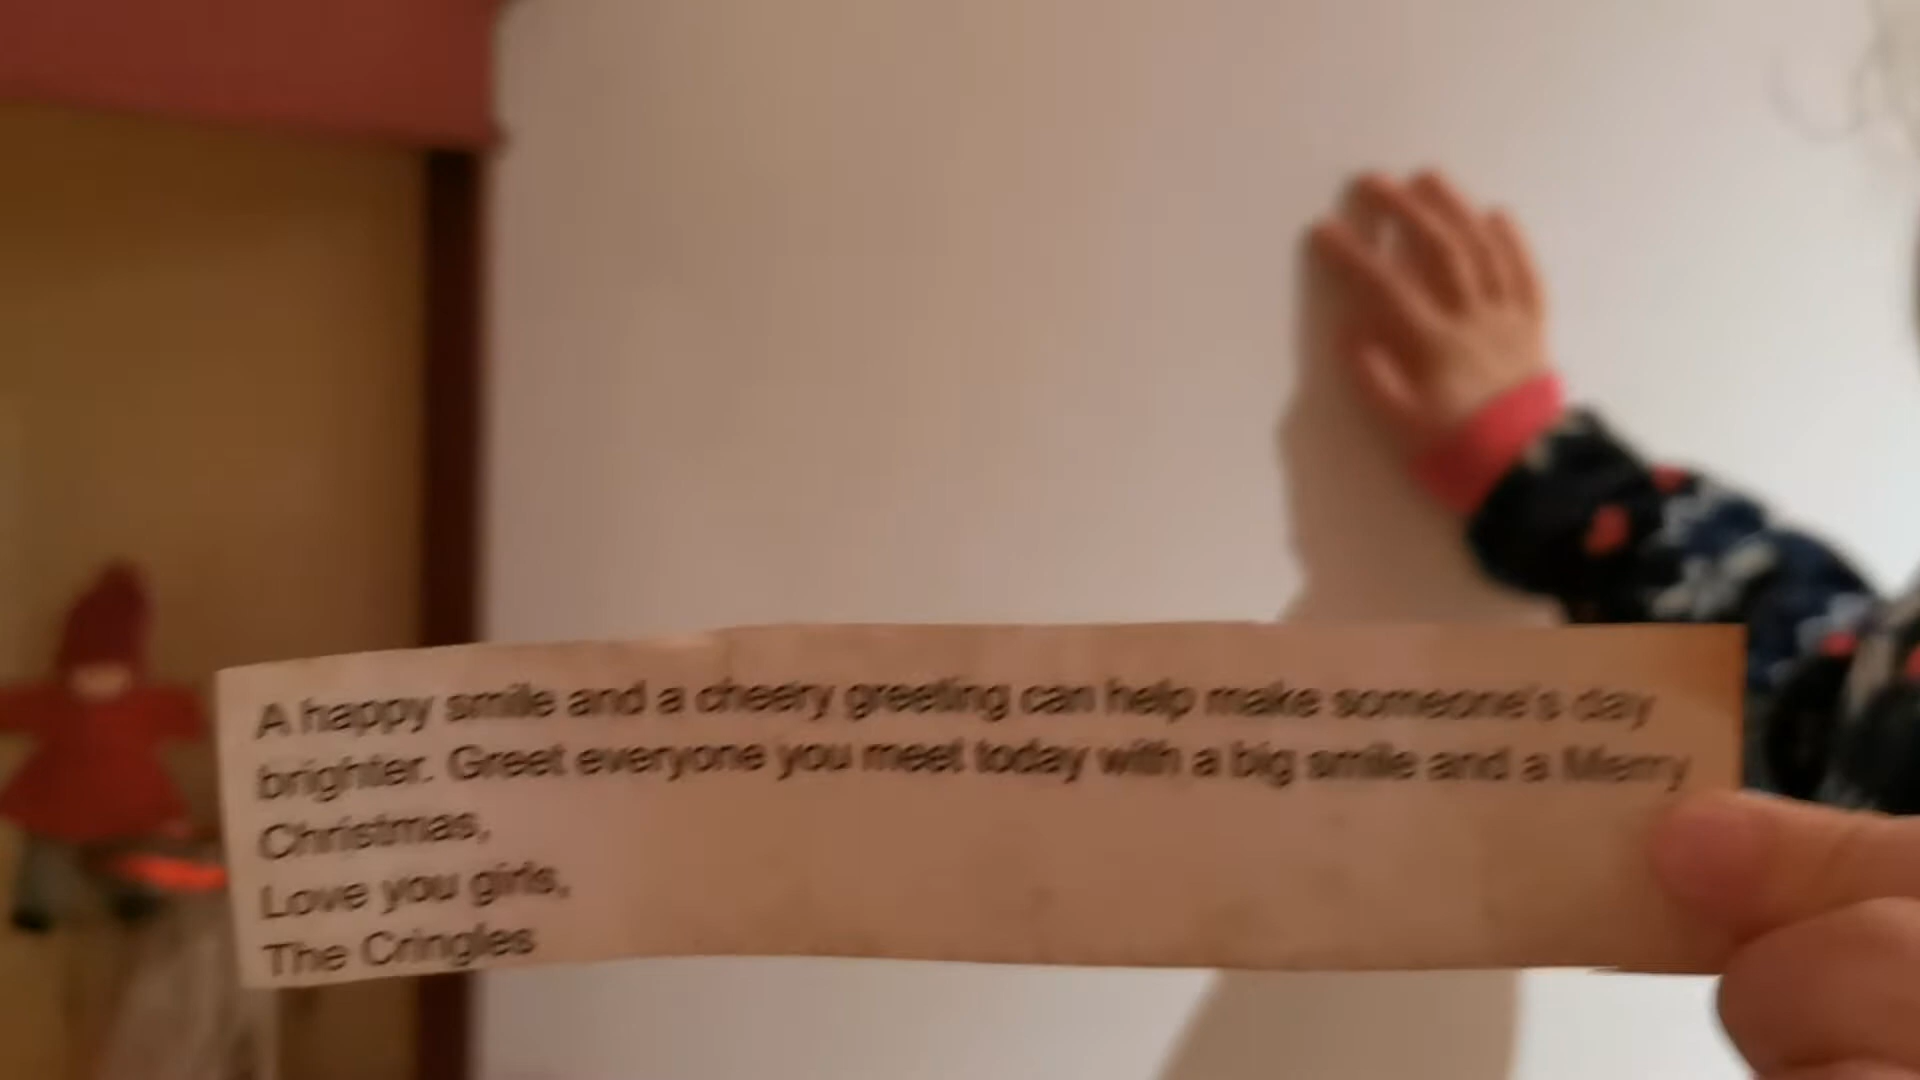 A happy smile and a cheery greeting can help make someone's day
brighter. Greet everyone you meet today with a big smile and a Merry
Christmas,
Love you girls,
The Cringles